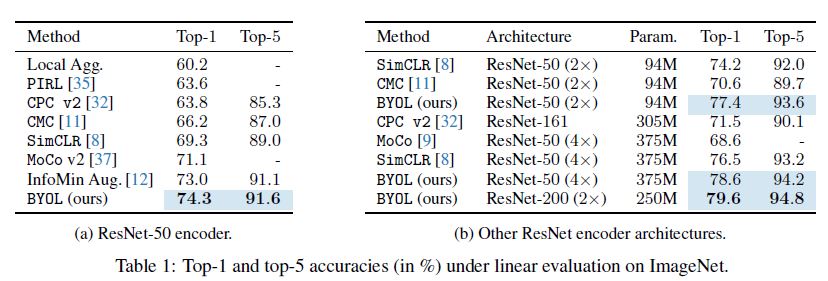 Method Top-1 Top-5
Local Agg. 60.2 -
PIRL [35] 63.6 -
CPC v2 [32] 63.8 85.3
CMC [11] 66.2 87.0
SimCLR [8] 69.3 89.0
MoCo v2 [37] 71.1 -
InfoMin Aug. [12] 73.0 91.1
BYOL (ours) 74.3 91.6
(a) ResNet-50 encoder.
Method Architecture Param. Top-1 Top-5
SimCLR [8] ResNet-50 (2×) 94M 74.2 92.0
CMC [11] ResNet-50 (2×) 94M 70.6 89.7
BYOL (ours) ResNet-50 (2×) 94M 77.4 93.6
CPC v2 [32] ResNet-161 305M 71.5 90.1
MoCo [9] ResNet-50 (4×) 375M 68.6 -
SimCLR [8] ResNet-50 (4×) 375M 76.5 93.2
BYOL (ours) ResNet-50 (4×) 375M 78.6 94.2
BYOL (ours) ResNet-200 (2×) 250M 79.6 94.8
(b) Other ResNet encoder architectures.
Table 1: Top-1 and top-5 accuracies (in %) under linear evaluation on ImageNet.